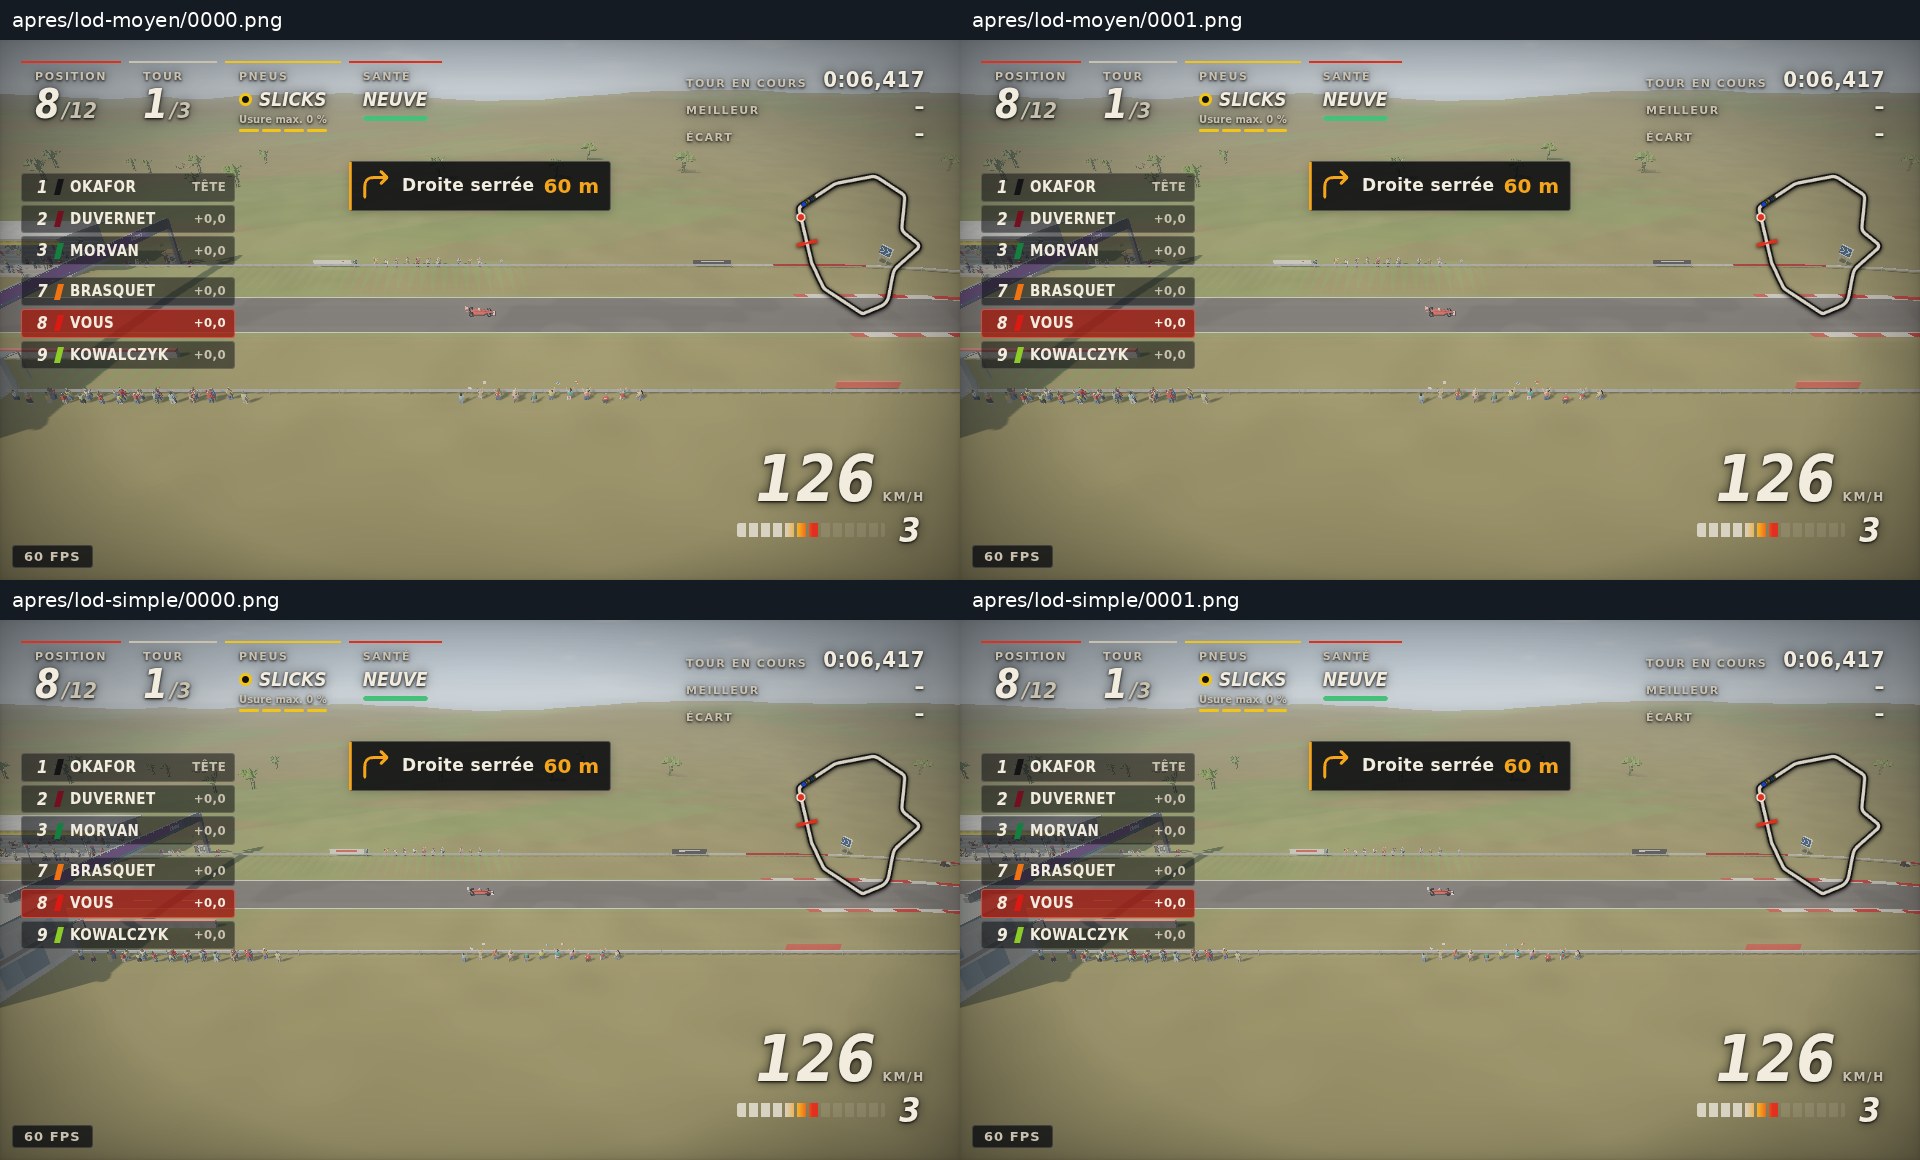 apres/lod-moyen/0000.png
POSITION TOUR PNEUS SANTÉ
8/12 1/3 SLICKS NEUVE
Usure max. 0 %
TOUR EN COURS 0:06,417
MEILLEUR –
ÉCART –
1 OKAFOR TÊTE
2 DUVERNET +0,0
3 MORVAN +0,0
7 BRASQUET +0,0
8 VOUS +0,0
9 KOWALCZYK +0,0
Droite serrée 60 m
126 KM/H
3
60 FPS
apres/lod-moyen/0001.png
POSITION TOUR PNEUS SANTÉ
8/12 1/3 SLICKS NEUVE
Usure max. 0 %
TOUR EN COURS 0:06,417
MEILLEUR –
ÉCART –
1 OKAFOR TÊTE
2 DUVERNET +0,0
3 MORVAN +0,0
7 BRASQUET +0,0
8 VOUS +0,0
9 KOWALCZYK +0,0
Droite serrée 60 m
126 KM/H
3
60 FPS
apres/lod-simple/0000.png
POSITION TOUR PNEUS SANTÉ
8/12 1/3 SLICKS NEUVE
Usure max. 0 %
TOUR EN COURS 0:06,417
MEILLEUR –
ÉCART –
1 OKAFOR TÊTE
2 DUVERNET +0,0
3 MORVAN +0,0
7 BRASQUET +0,0
8 VOUS +0,0
9 KOWALCZYK +0,0
Droite serrée 60 m
126 KM/H
3
60 FPS
apres/lod-simple/0001.png
POSITION TOUR PNEUS SANTÉ
8/12 1/3 SLICKS NEUVE
Usure max. 0 %
TOUR EN COURS 0:06,417
MEILLEUR –
ÉCART –
1 OKAFOR TÊTE
2 DUVERNET +0,0
3 MORVAN +0,0
7 BRASQUET +0,0
8 VOUS +0,0
9 KOWALCZYK +0,0
Droite serrée 60 m
126 KM/H
3
60 FPS